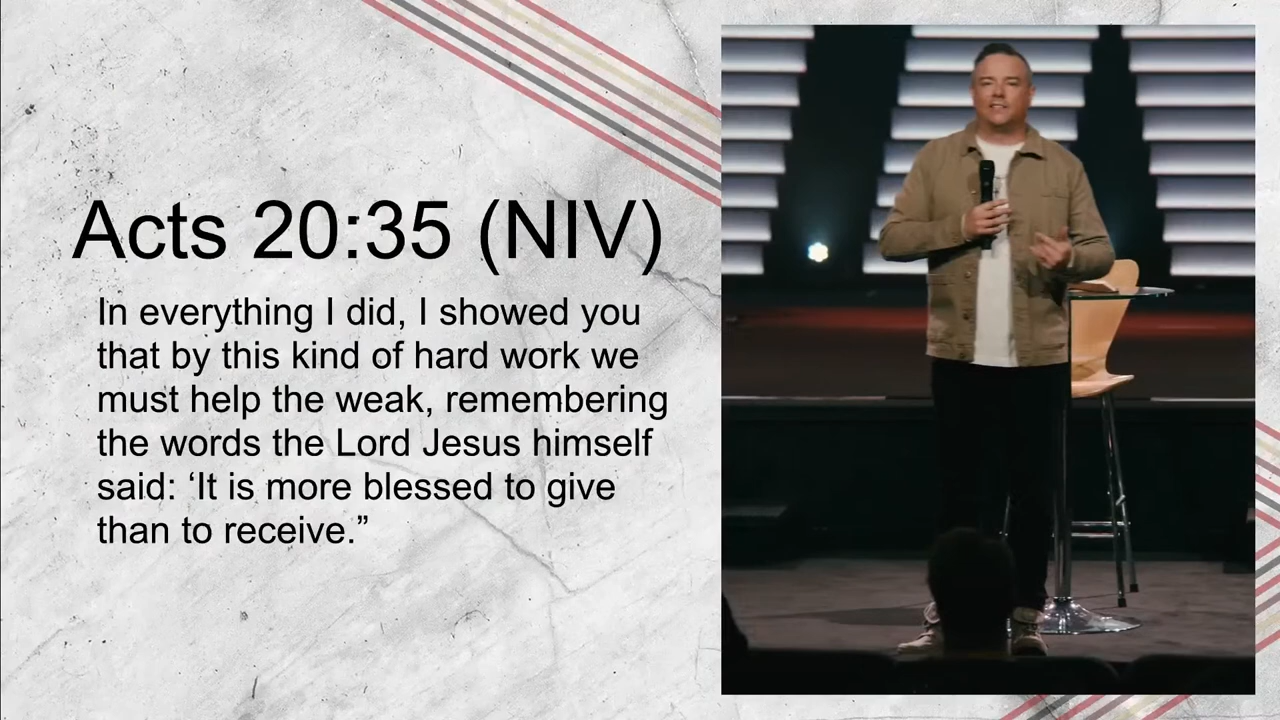 Acts 20:35 (NIV)
In everything I did, I showed you
that by this kind of hard work we
must help the weak, remembering
the words the Lord Jesus himself
said: ‘It is more blessed to give
than to receive.”